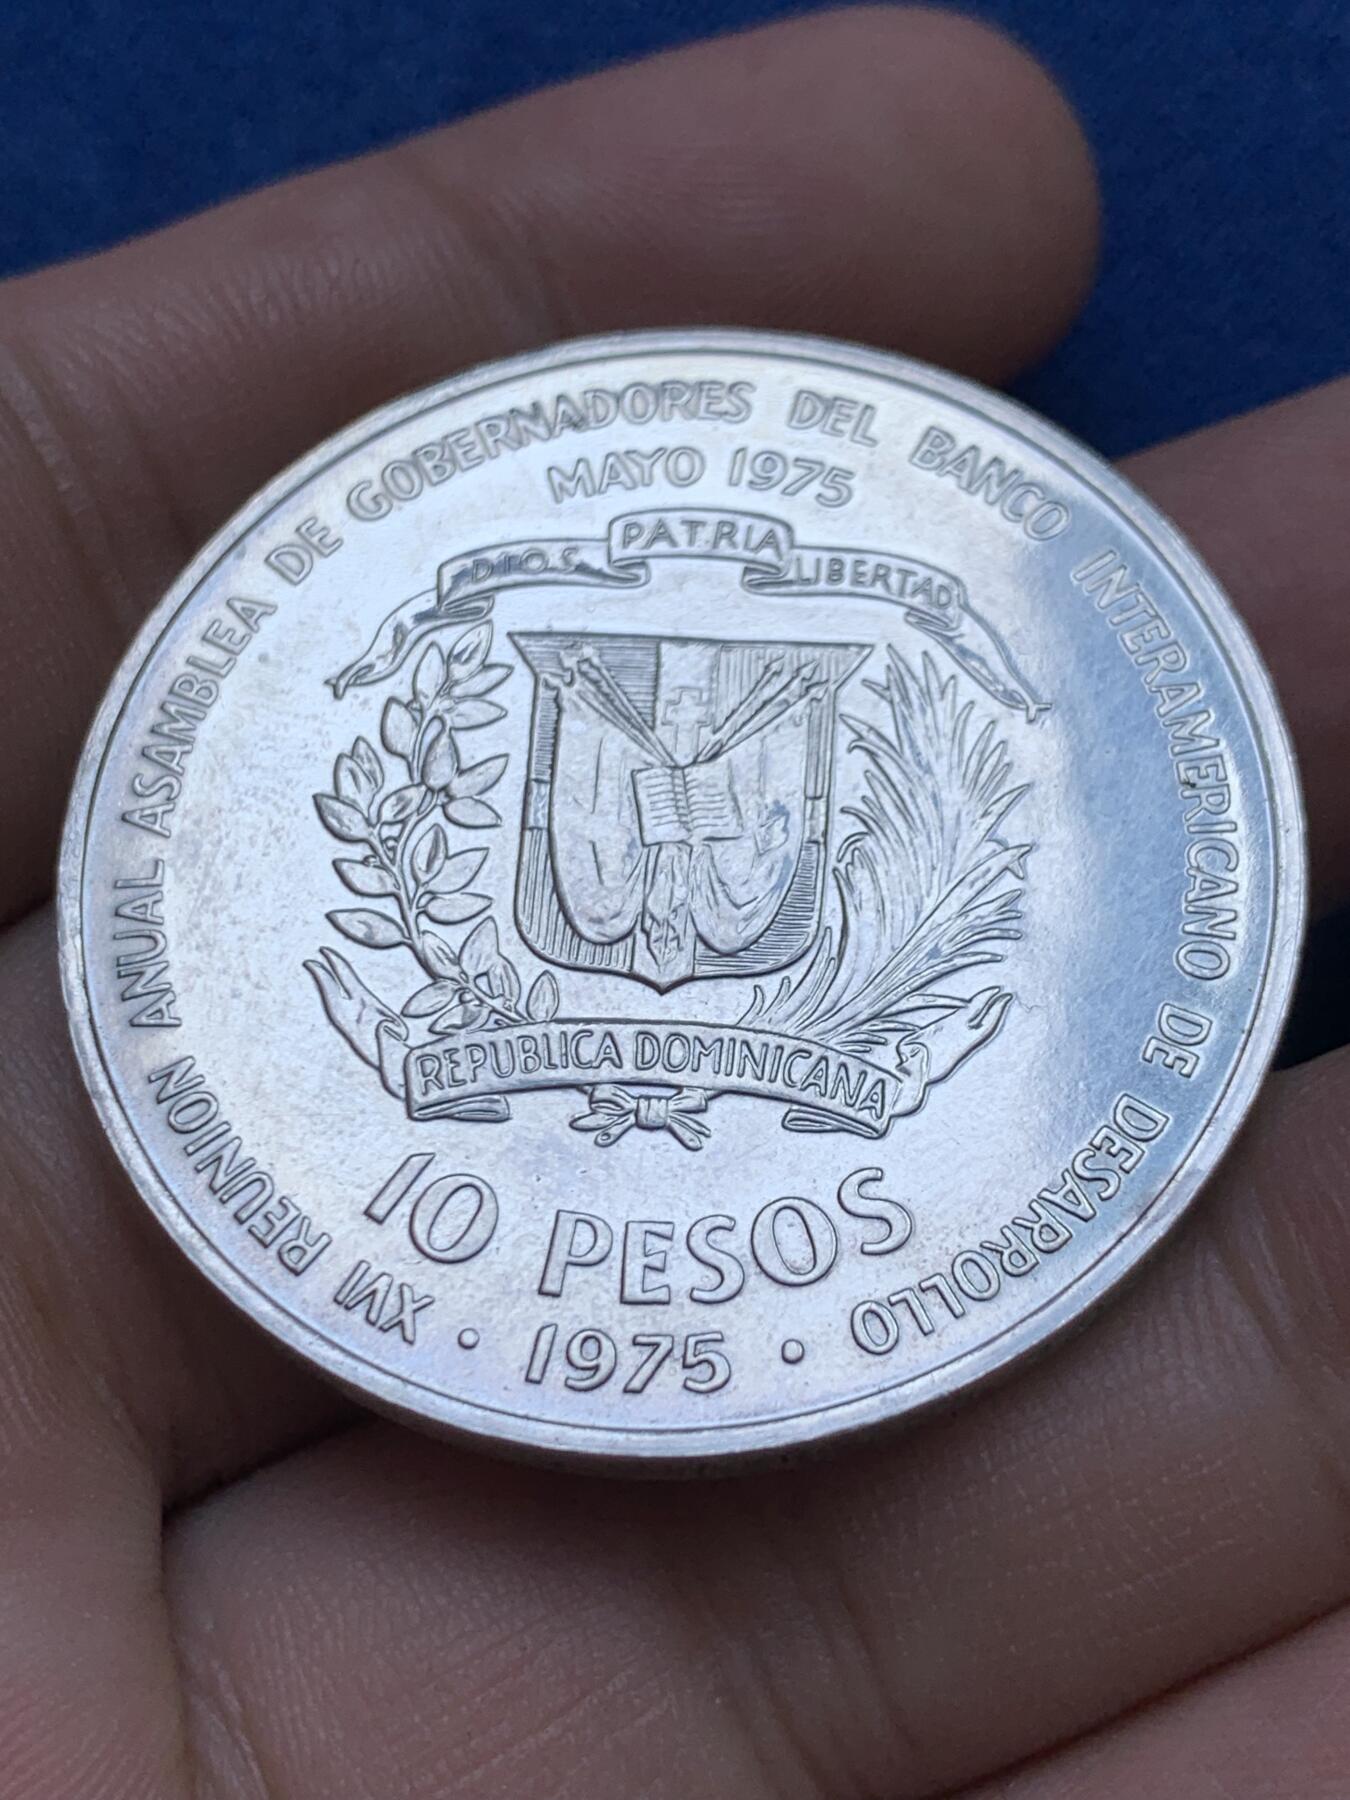 XVI REUNION ANUAL ASAMBLEA DE GOBERNADORES DEL BANCO INTERAMERICANO DE DESARROLLO
MAYO 1975
DIOS PATRIA LIBERTAD
REPUBLICA DOMINICANA
10 PESOS
• 1975 •